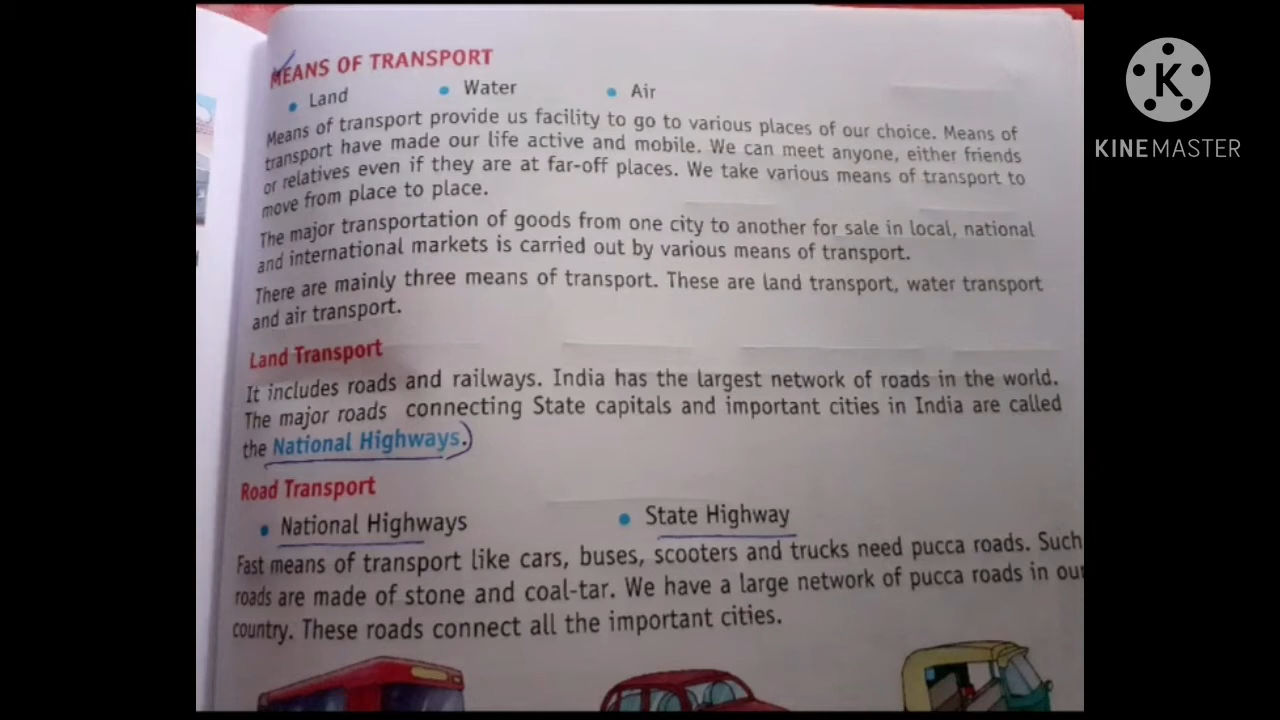 MEANS OF TRANSPORT
• Land • Water • Air
Means of transport provide us facility to go to various places of our choice. Means of
transport have made our life active and mobile. We can meet anyone, either friends
or relatives even if they are at far-off places. We take various means of transport to
move from place to place.
The major transportation of goods from one city to another for sale in local, national
and international markets is carried out by various means of transport.
There are mainly three means of transport. These are land transport, water transport
and air transport.
Land Transport
It includes roads and railways. India has the largest network of roads in the world.
The major roads connecting State capitals and important cities in India are called
the National Highways.
Road Transport
• National Highways • State Highway
Fast means of transport like cars, buses, scooters and trucks need pucca roads. Such
roads are made of stone and coal-tar. We have a large network of pucca roads in our
country. These roads connect all the important cities.
K
KINEMASTER